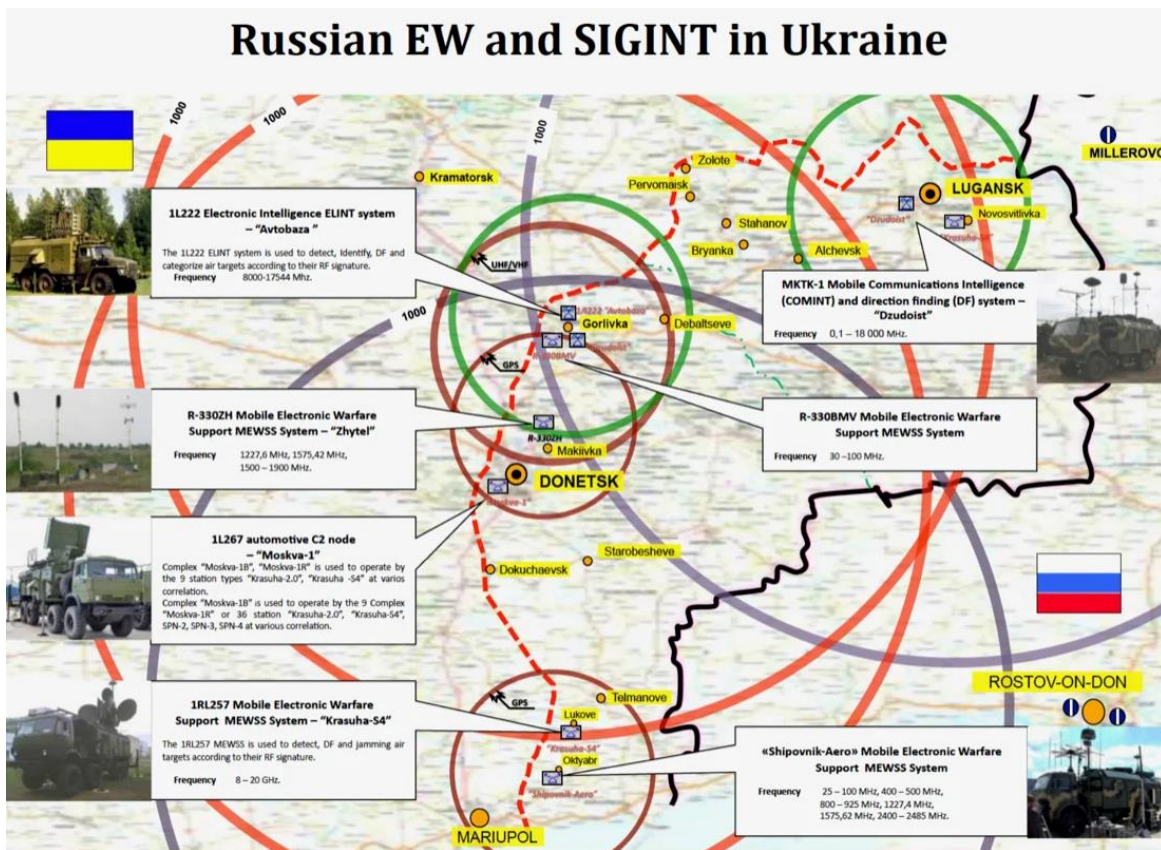 Russian EW and SIGINT in Ukraine
1000
1000
1000
1000
MILLEROVO
Zolote
Kramatorsk
Pervomaisk
LUGANSK
"Dzudoist"
Novosvitlivka
"Krasuha-S4"
Stahanov
Bryanka
Alchevsk
1L222 Electronic Intelligence ELINT system
– "Avtobaza "
The 1L222 ELINT system is used to detect, Identify, DF and
categorize air targets according to their RF signature.
Frequency 8000-17544 Mhz.
UHF/VHF
MKTK-1 Mobile Communications Intelligence
(COMINT) and direction finding (DF) system –
"Dzudoist"
Frequency 0,1 – 18 000 MHz.
"Avtobaza"
Gorlivka
Debaltseve
R-330BMV
GPS
R-330ZH Mobile Electronic Warfare
Support MEWSS System – "Zhytel"
Frequency 1227,6 MHz, 1575,42 MHz,
1500 – 1900 MHz.
R-330BMV Mobile Electronic Warfare
Support MEWSS System
Frequency 30 –100 MHz.
R-330ZH
Makiivka
DONETSK
1L267 automotive C2 node
– "Moskva-1"
Complex "Moskva-1B", "Moskva-1R" is used to operate by
the 9 station types "Krasuha-2.0", "Krasuha -S4" at varios
correlation.
Complex "Moskva-1B" is used to operate by the 9 Complex
"Moskva-1R" or 36 station "Krasuha-2.0", "Krasuha-S4",
SPN-2, SPN-3, SPN-4 at various correlation.
Starobesheve
Dokuchaevsk
ROSTOV-ON-DON
1RL257 Mobile Electronic Warfare
Support MEWSS System – "Krasuha-S4"
The 1RL257 MEWSS is used to detect, DF and jamming air
targets according to their RF signature.
Frequency 8 – 20 GHz.
GPS
Telmanove
Lukove
"Krasuha-S4"
Oktyabr
"Shipovnik-Aero"
MARIUPOL
«Shipovnik-Aero» Mobile Electronic Warfare
Support MEWSS System
Frequency 25 – 100 MHz, 400 – 500 MHz,
800 – 925 MHz, 1227,4 MHz,
1575,62 MHz, 2400 – 2485 MHz.